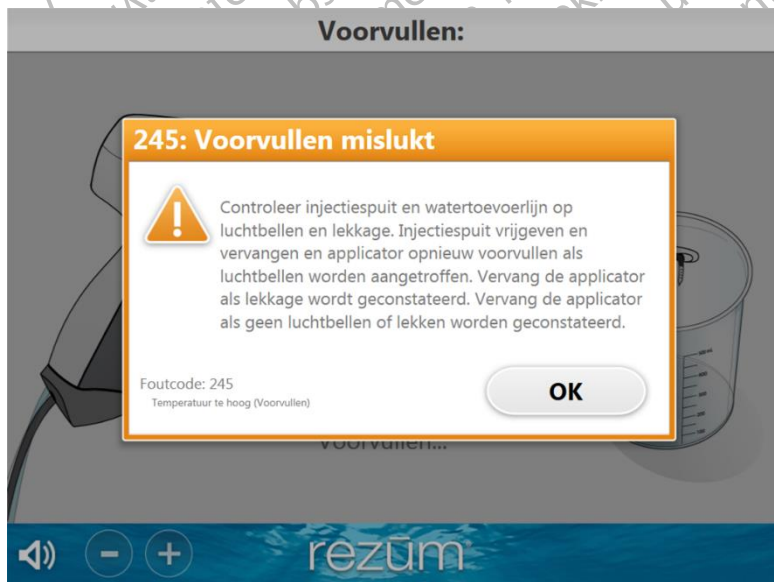 Voorvullen:
245: Voorvullen mislukt
Controleer injectiespuit en watertoevoerlijn op
luchtbellen en lekkage. Injectiespuit vrijgeven en
vervangen en applicator opnieuw voorvullen als
luchtbellen worden aangetroffen. Vervang de applicator
als lekkage wordt geconstateerd. Vervang de applicator
als geen luchtbellen of lekken worden geconstateerd.
Foutcode: 245
Temperatuur te hoog (Voorvullen)
OK
Voorvullen...
rezūm